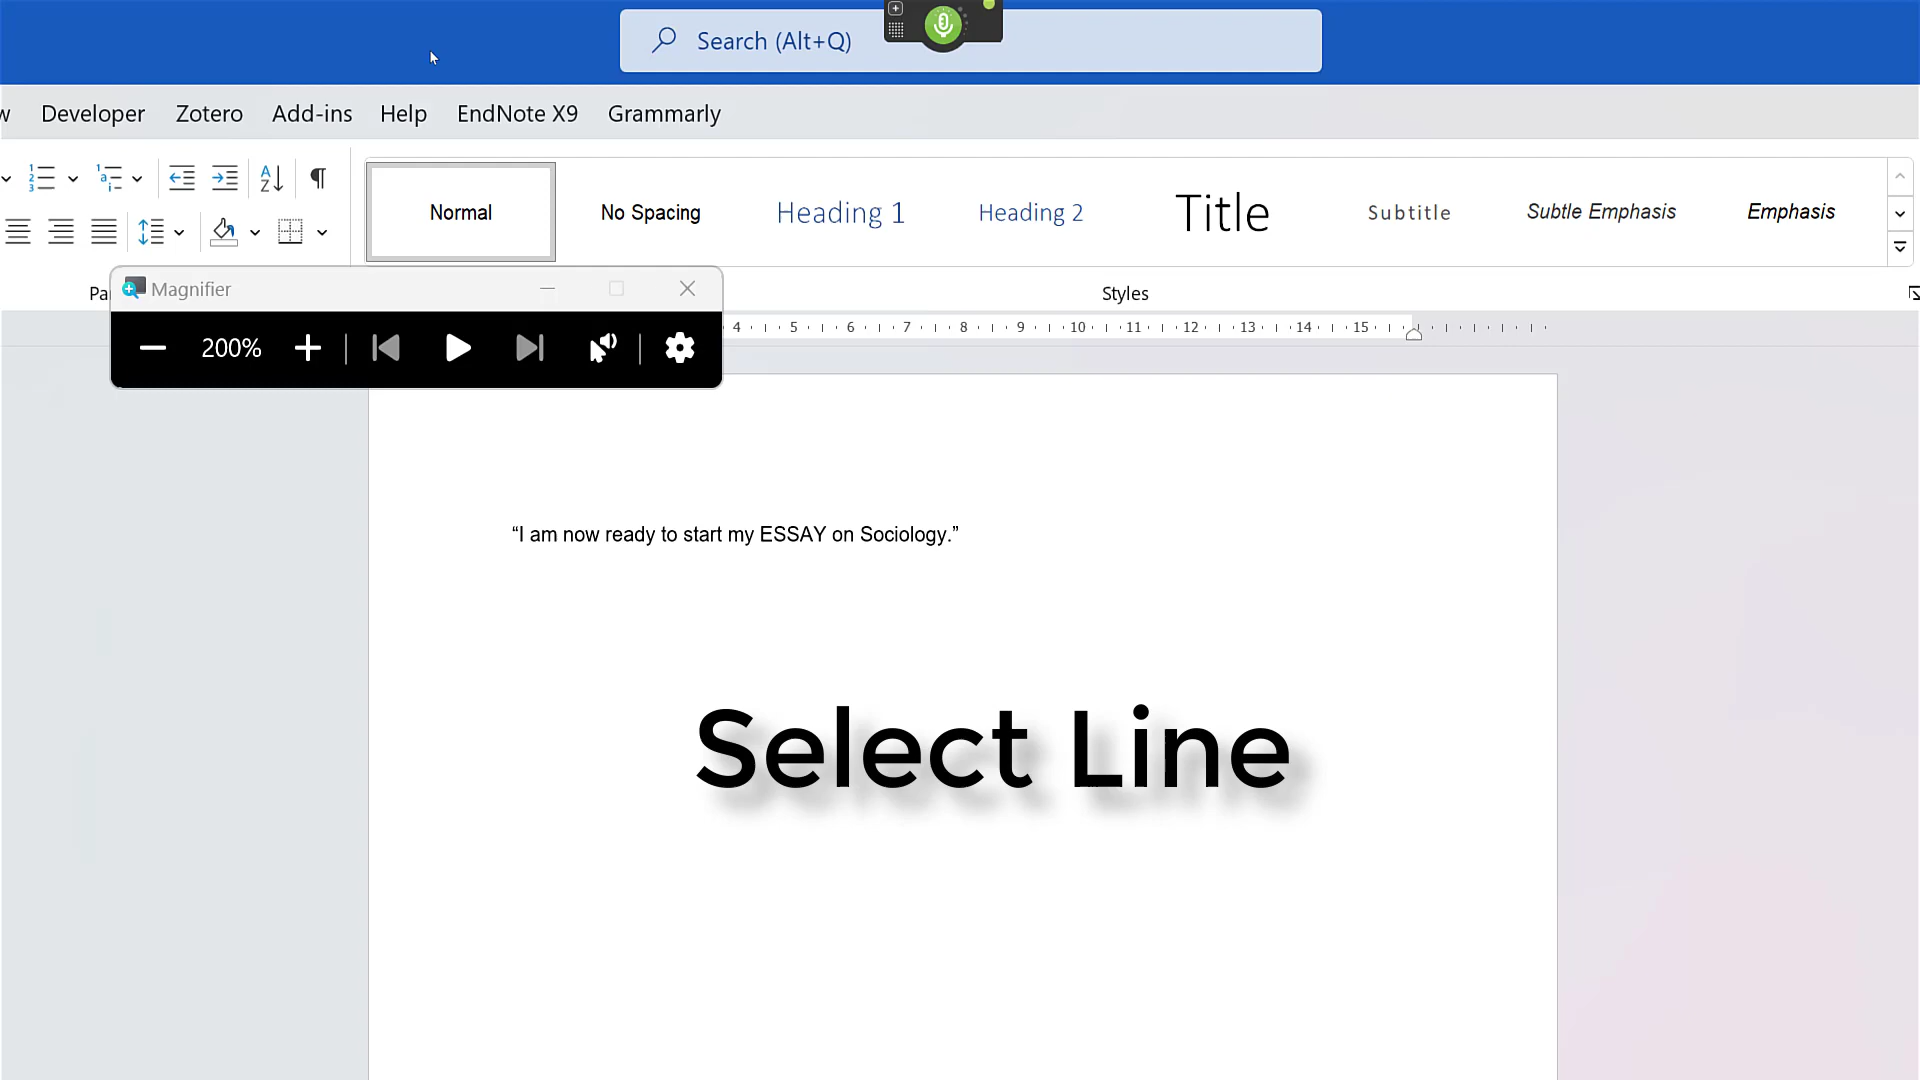 Search (Alt+Q)
Developer Zotero Add-ins Help EndNote X9 Grammarly
Normal No Spacing Heading 1 Heading 2 Title Subtitle Subtle Emphasis Emphasis
Styles
Magnifier
200%
4 5 6 7 8 9 10 11 12 13 14 15
“I am now ready to start my ESSAY on Sociology.”
Select Line